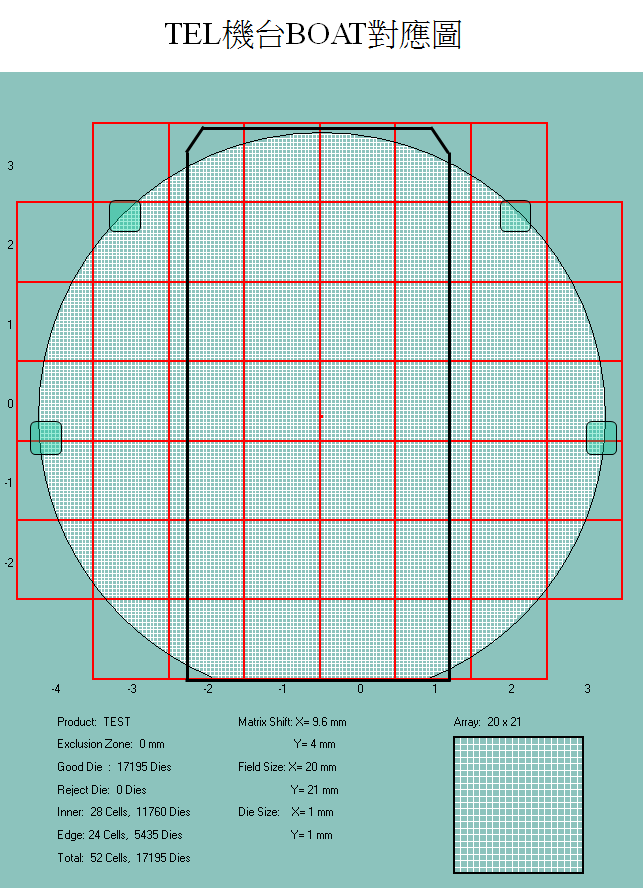 TEL機台BOAT對應圖
3
2
1
0
-1
-2
-4 -3 -2 -1 0 1 2 3
Product: TEST
Exclusion Zone: 0 mm
Good Die : 17195 Dies
Reject Die: 0 Dies
Inner: 28 Cells, 11760 Dies
Edge: 24 Cells, 5435 Dies
Total: 52 Cells, 17195 Dies
Matrix Shift: X= 9.6 mm
Y= 4 mm
Field Size: X= 20 mm
Y= 21 mm
Die Size: X= 1 mm
Y= 1 mm
Array: 20 x 21